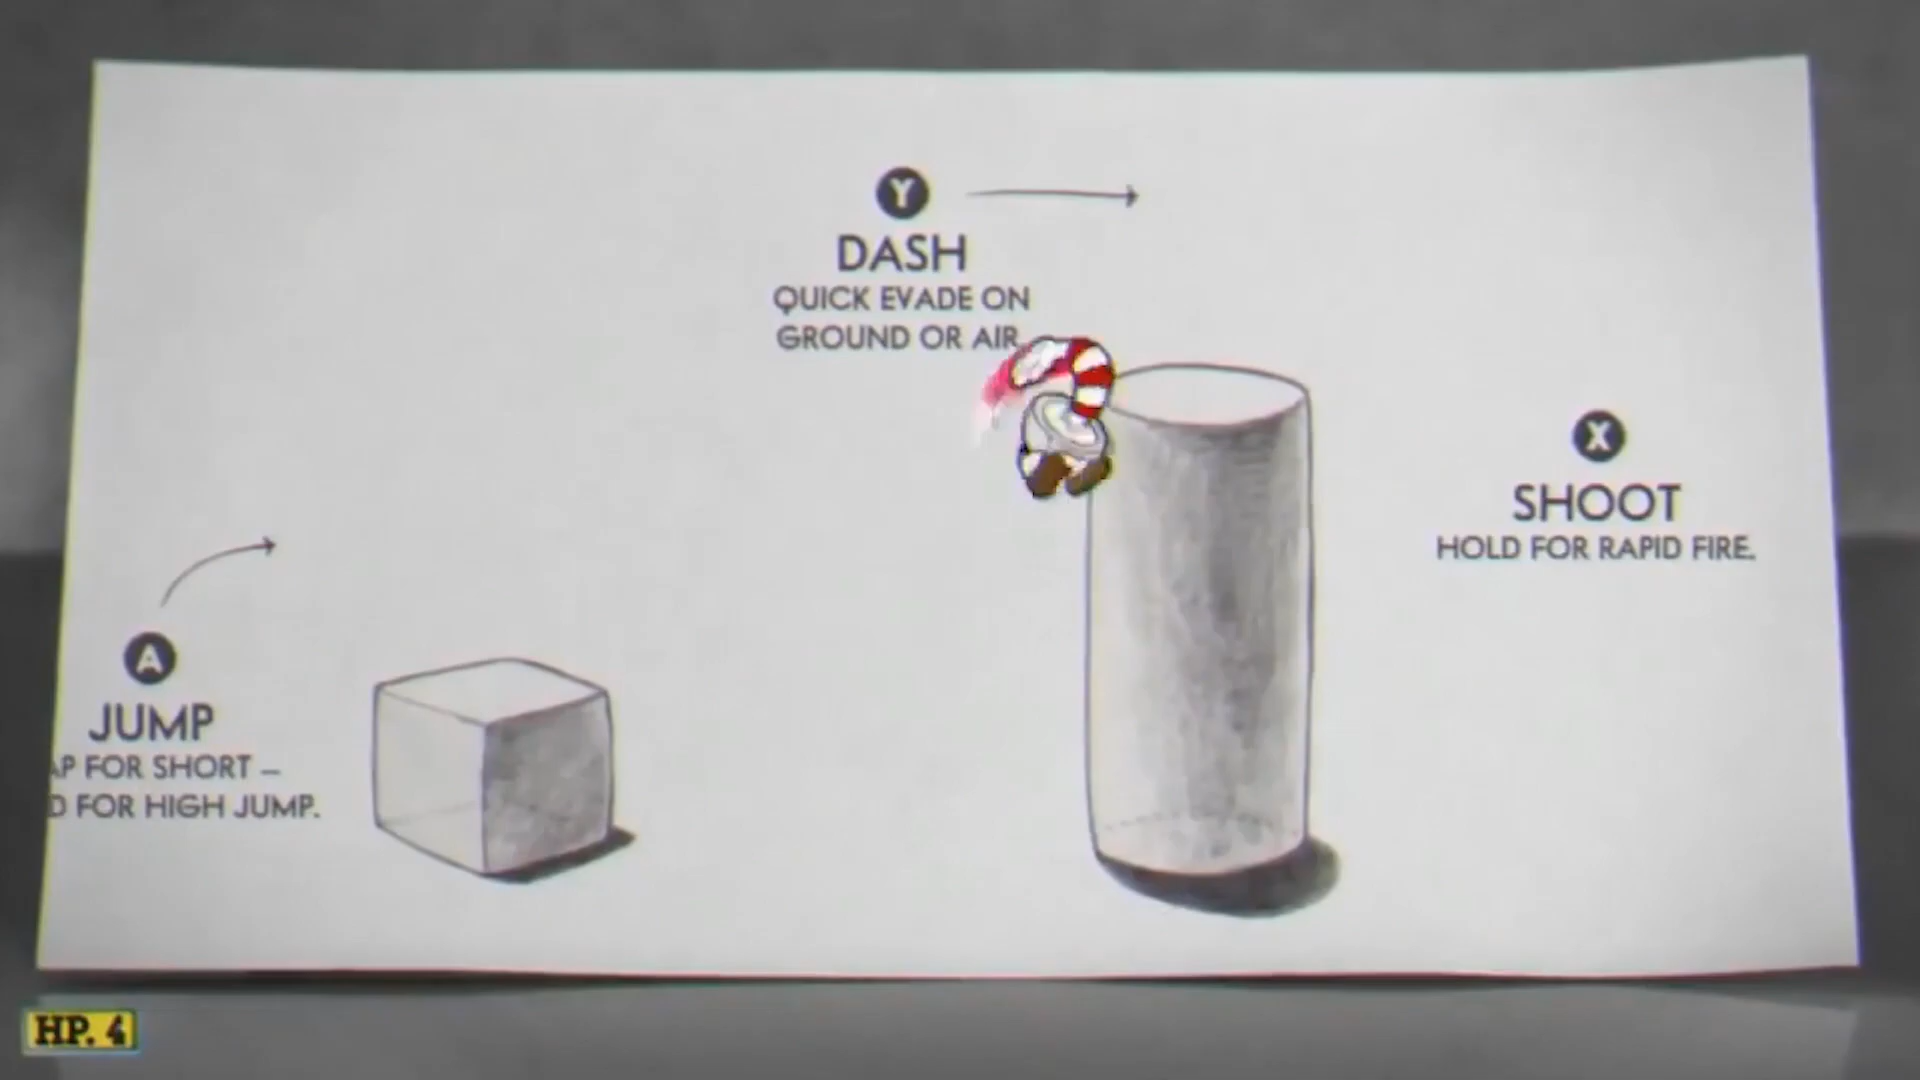 Y
DASH
QUICK EVADE ON
GROUND OR AIR.
X
SHOOT
HOLD FOR RAPID FIRE.
A
JUMP
AP FOR SHORT –
D FOR HIGH JUMP.
HP. 4